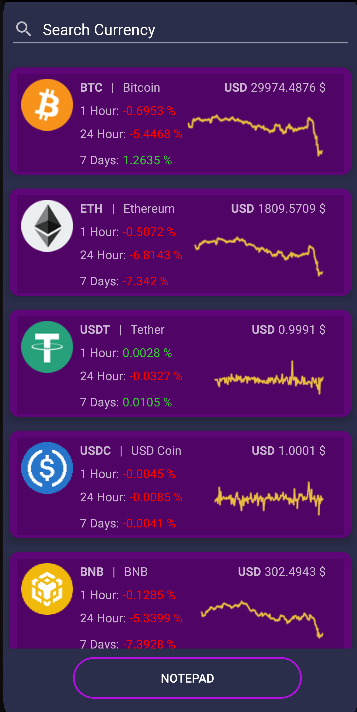 Search Currency
BTC | Bitcoin USD 29974.4876 $
1 Hour: -0.6953 %
24 Hour: -5.4468 %
7 Days: 1.2635 %
ETH | Ethereum USD 1809.5709 $
1 Hour: -0.5072 %
24 Hour: -6.8143 %
7 Days: -7.342 %
USDT | Tether USD 0.9991 $
1 Hour: 0.0028 %
24 Hour: -0.0327 %
7 Days: 0.0105 %
USDC | USD Coin USD 1.0001 $
1 Hour: -0.0045 %
24 Hour: -0.0085 %
7 Days: -0.0041 %
BNB | BNB USD 302.4943 $
1 Hour: -0.1285 %
24 Hour: -5.3399 %
7 Days: -7.3928 %
NOTEPAD